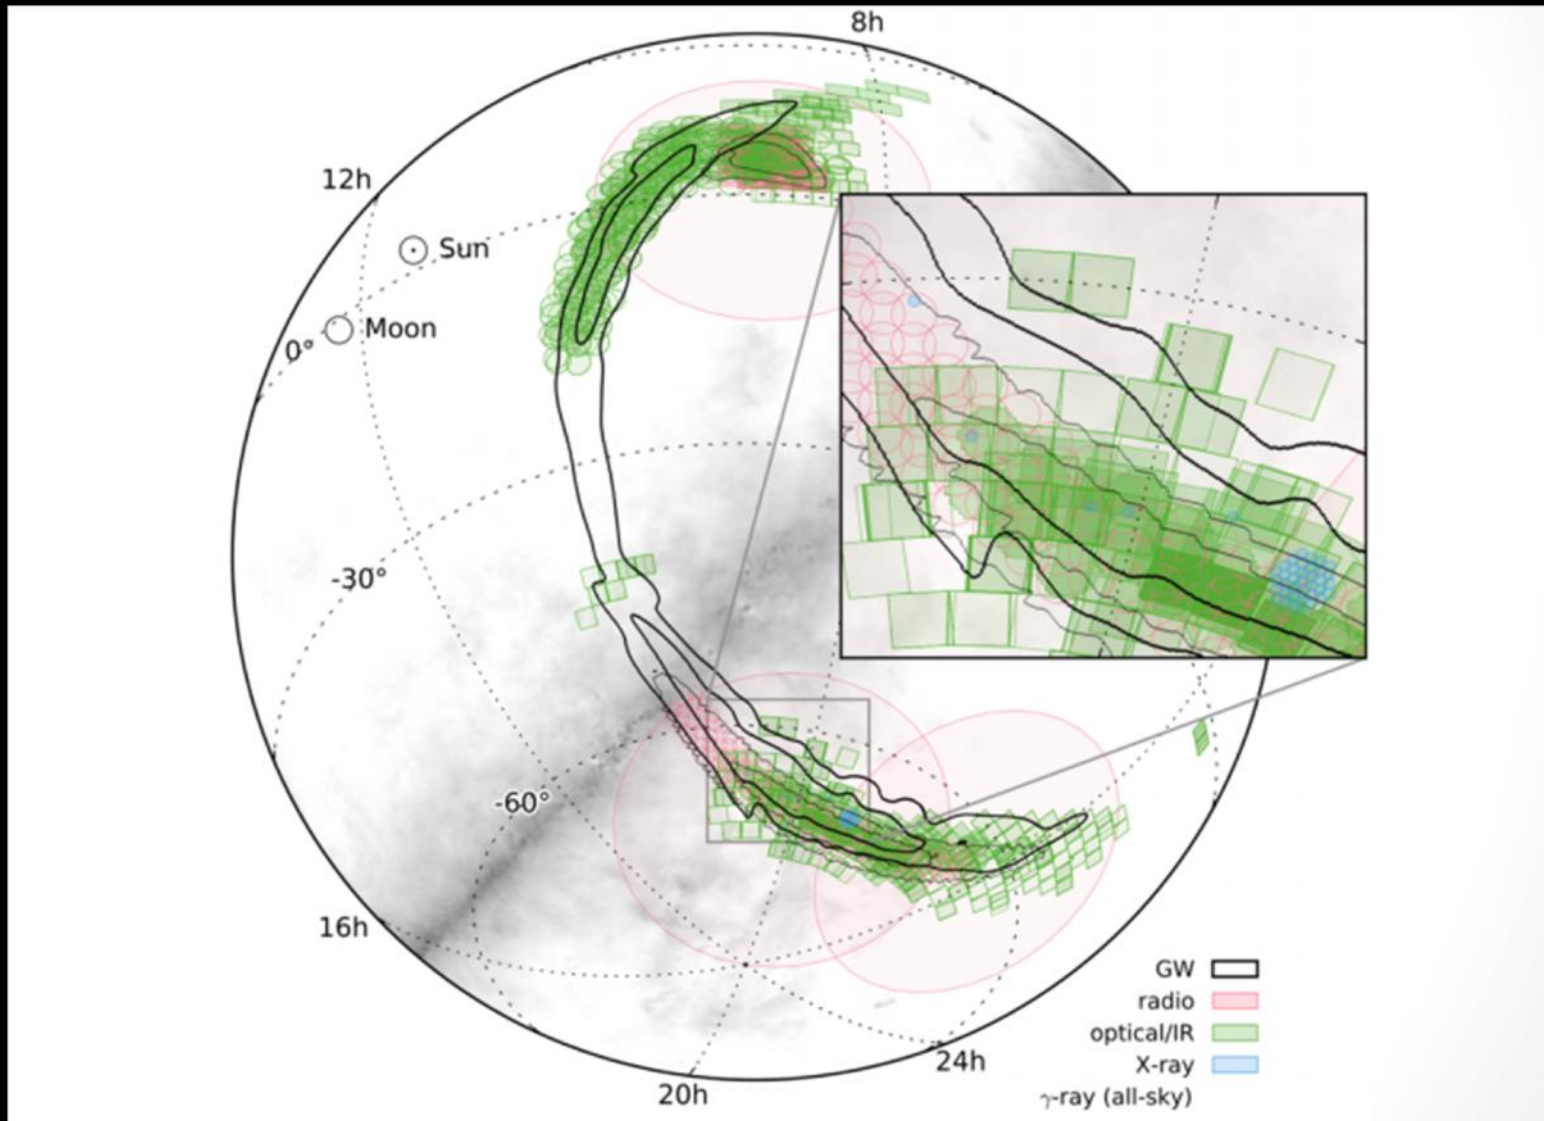 8h
12h
Sun
Moon
0°
-30°
-60°
16h
20h
24h
GW
radio
optical/IR
X-ray
γ-ray (all-sky)